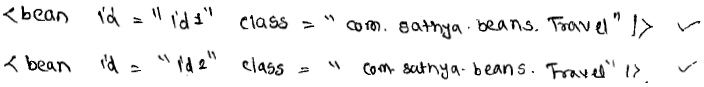 <bean id = "id1" class = "com. sathya. beans. Travel" /> ✓
<bean id = "id2" class = " com sathya. beans. Travel" />. ✓